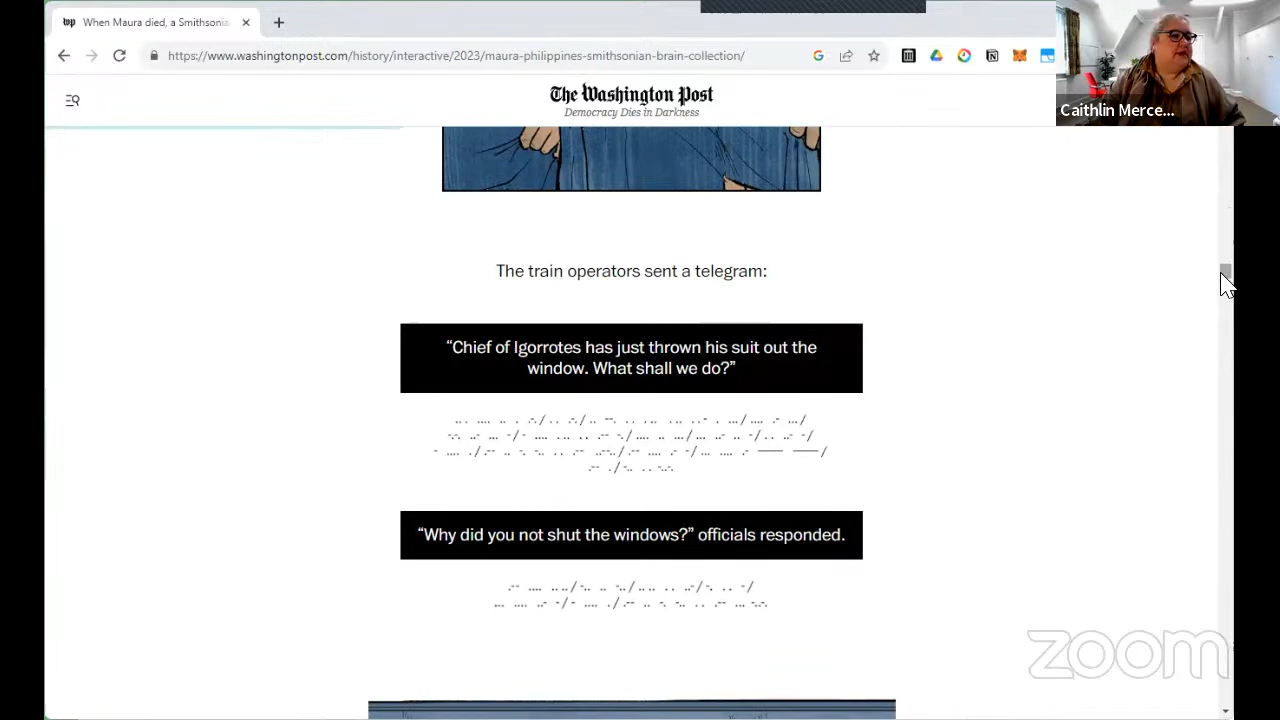 When Maura died, a Smithsonia
https://www.washingtonpost.com/history/interactive/2023/maura-philippines-smithsonian-brain-collection/
The Washington Post
Democracy Dies in Darkness
Caithlin Merce...
The train operators sent a telegram:
“Chief of Igorrotes has just thrown his suit out the
window. What shall we do?”
“Why did you not shut the windows?” officials responded.
zoom